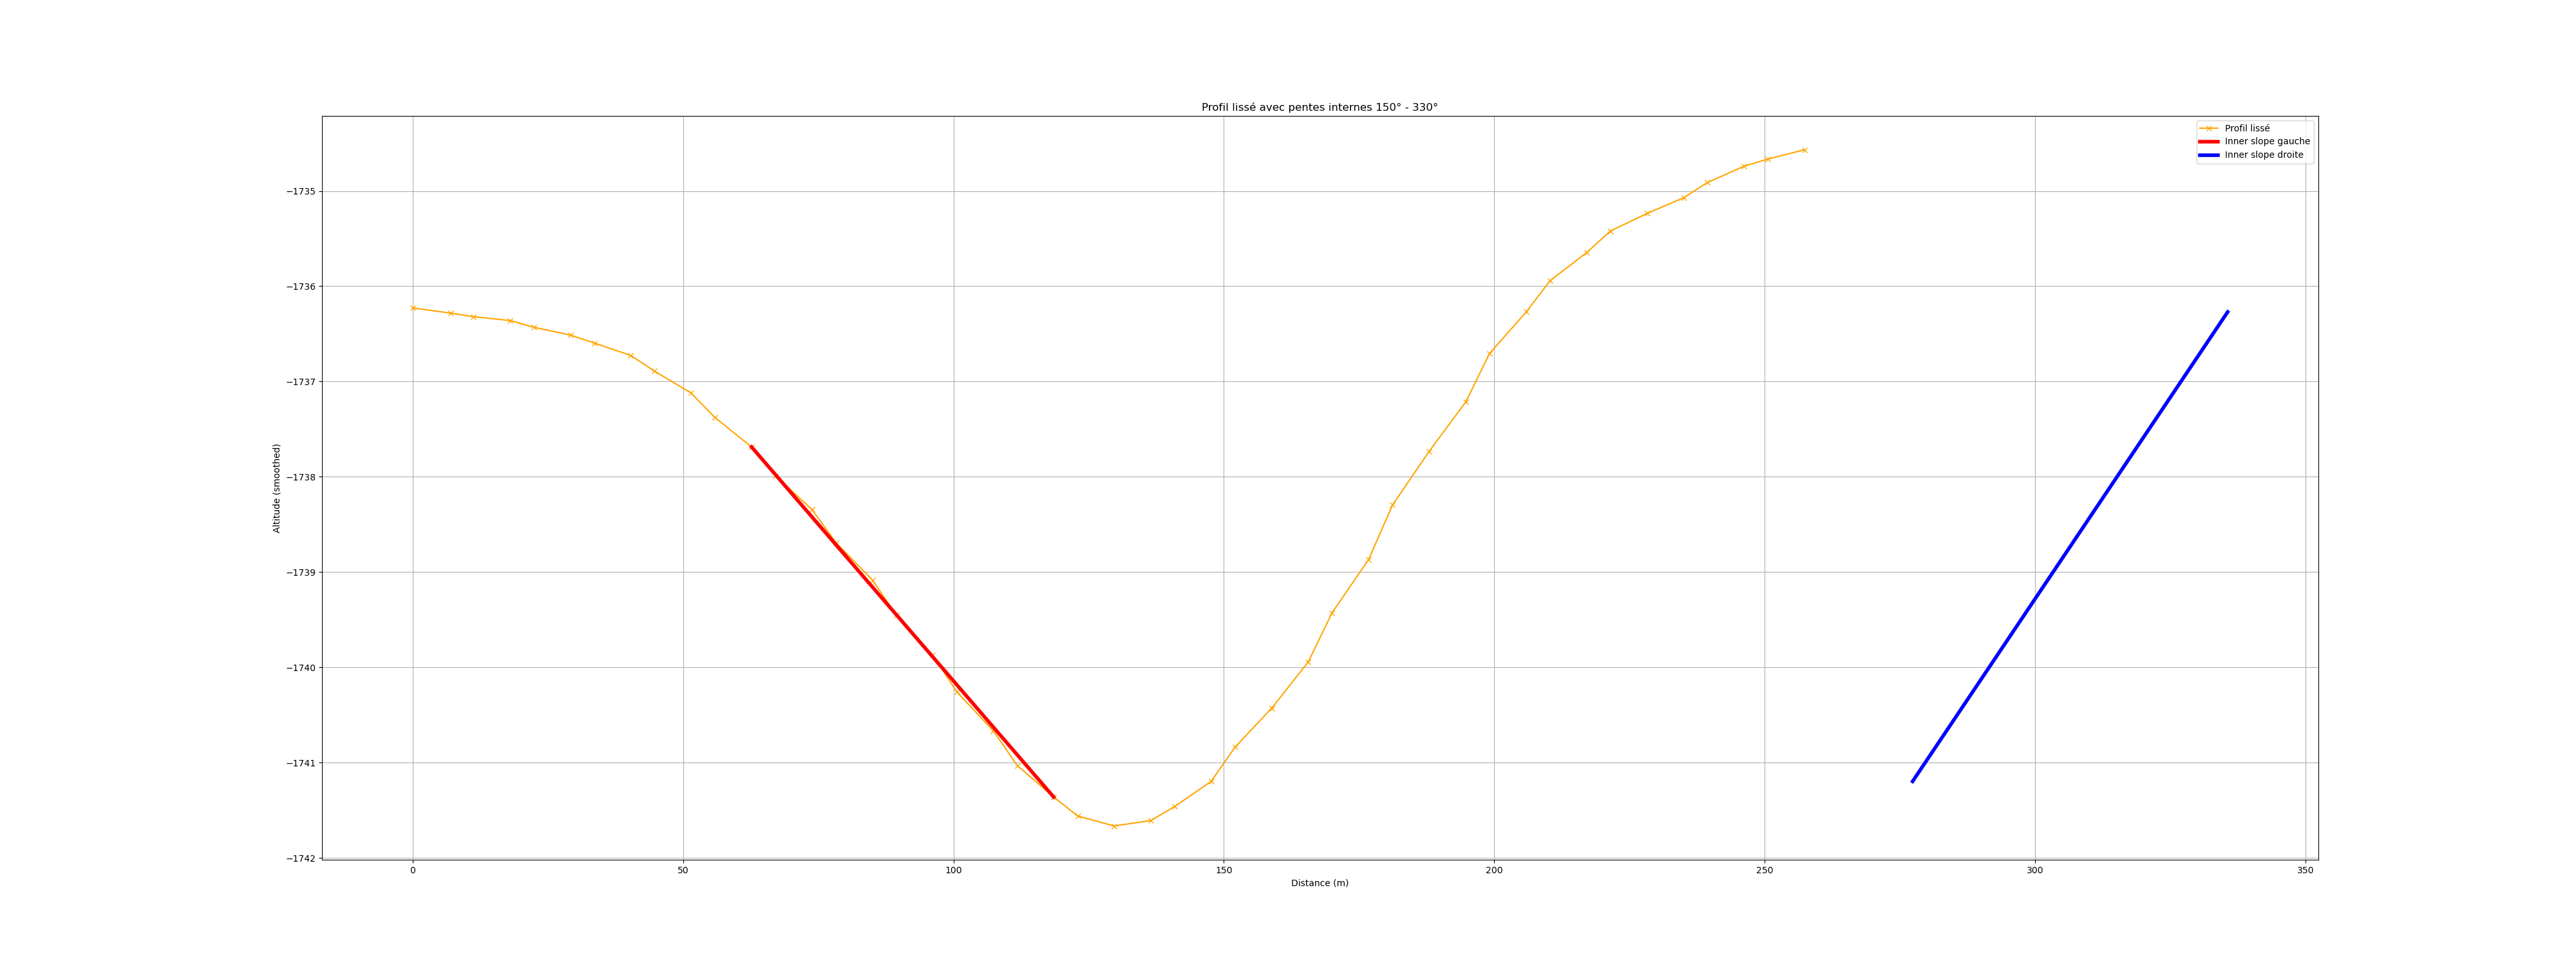 Profil lissé avec pentes internes 150° - 330°
Profil lissé
Inner slope gauche
Inner slope droite
Altitude (smoothed)
−1735
−1736
−1737
−1738
−1739
−1740
−1741
−1742
0
50
100
150
200
250
300
350
Distance (m)